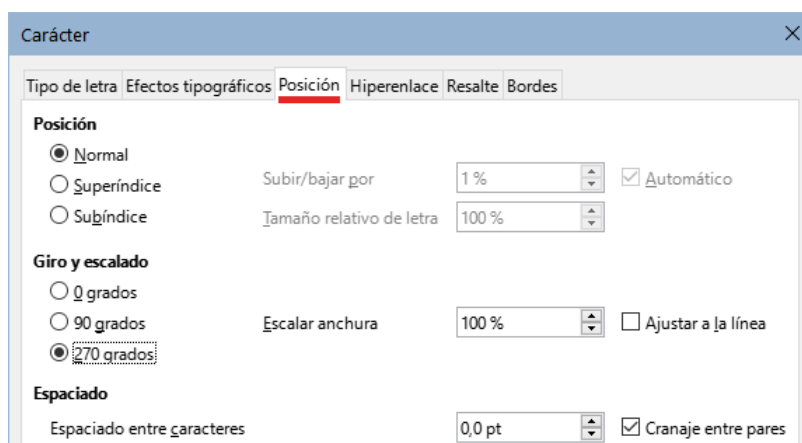 Carácter
Tipo de letra Efectos tipográficos Posición Hiperenlace Resalte Bordes
Posición
Normal
Superíndice Subir/bajar por 1 % Automático
Subíndice Tamaño relativo de letra 100 %
Giro y escalado
0 grados
90 grados Escalar anchura 100 % Ajustar a la línea
270 grados
Espaciado
Espaciado entre caracteres 0,0 pt Cranaje entre pares